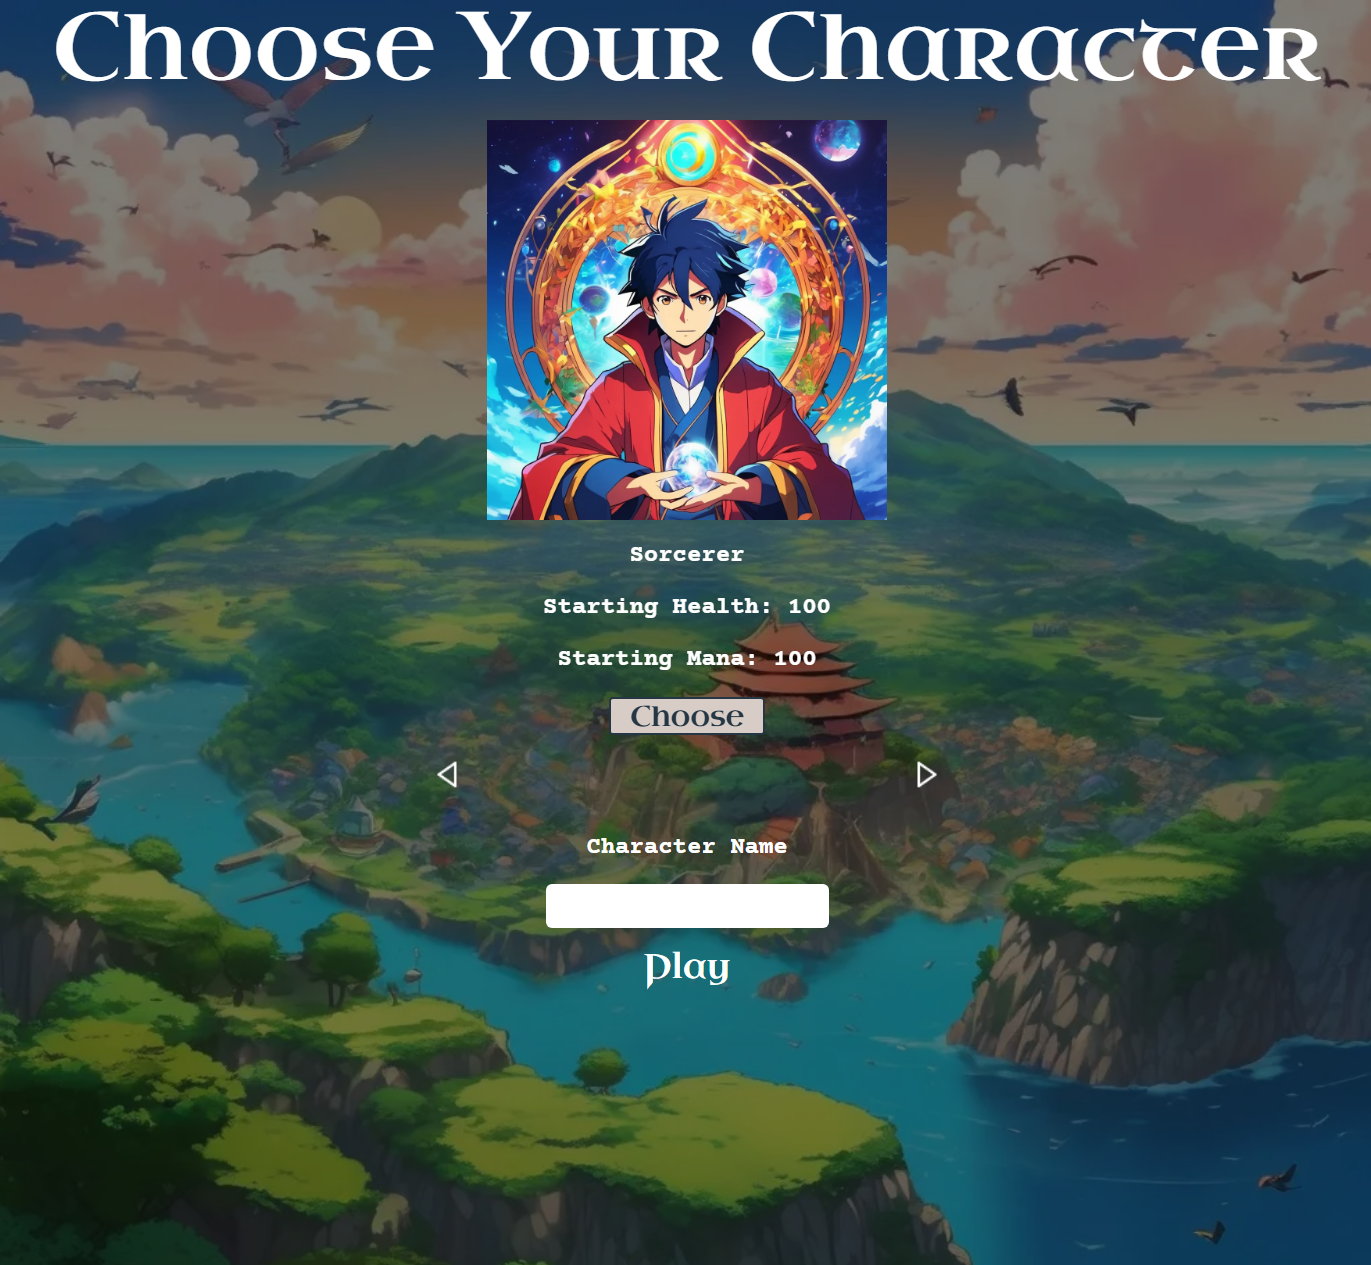 Choose Your Character
Sorcerer
Starting Health: 100
Starting Mana: 100
Choose
Character Name
Play